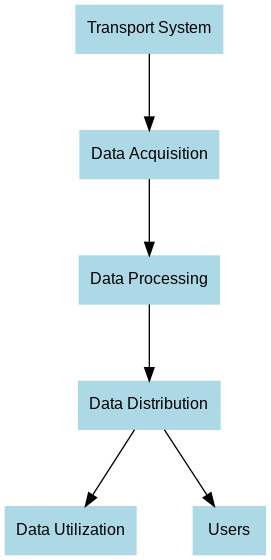 Transport System
Data Acquisition
Data Processing
Data Distribution
Data Utilization
Users